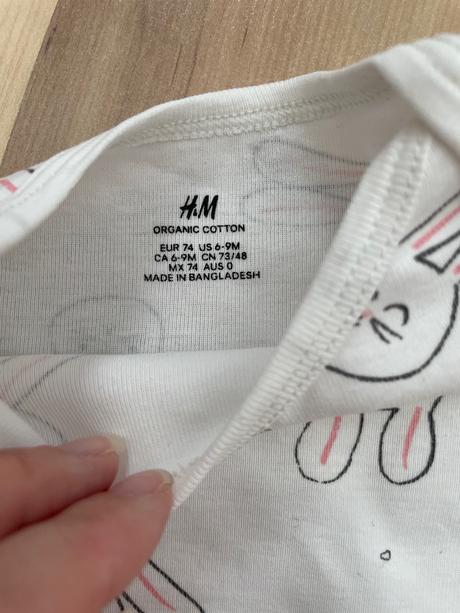 H&M
ORGANIC COTTON
EUR 74 US 6-9M
CA 6-9M CN 73/48
MX 74 AUS 0
MADE IN BANGLADESH